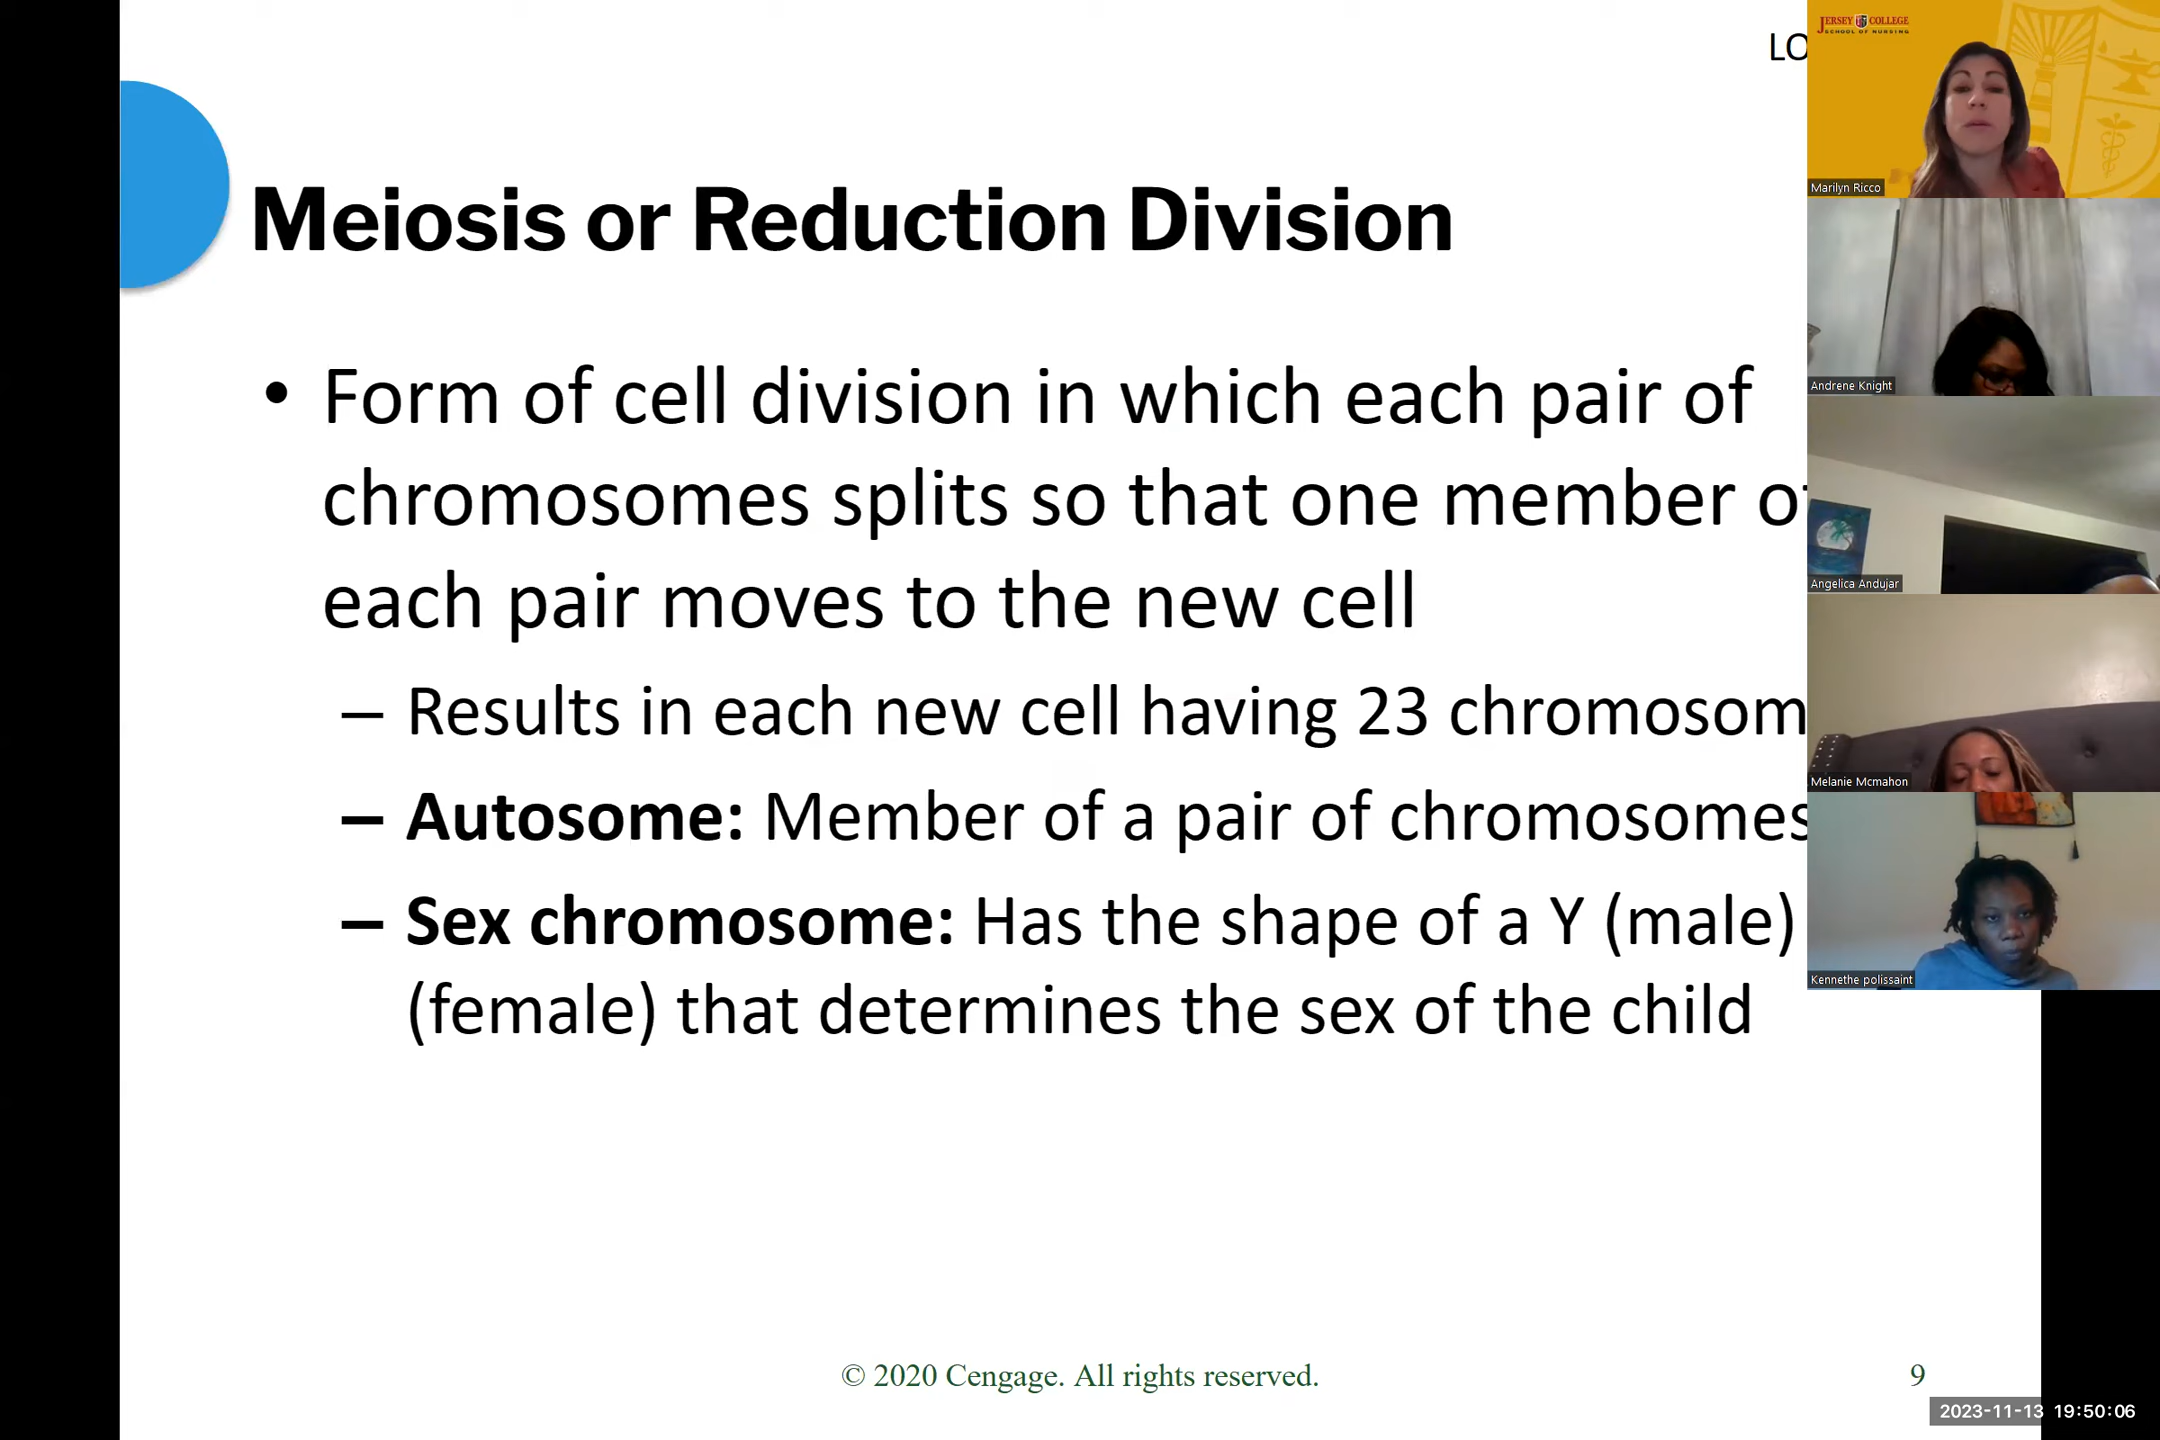 LO
Meiosis or Reduction Division
• Form of cell division in which each pair of
chromosomes splits so that one member of
each pair moves to the new cell
– Results in each new cell having 23 chromosom
– Autosome: Member of a pair of chromosomes
– Sex chromosome: Has the shape of a Y (male)
(female) that determines the sex of the child
© 2020 Cengage. All rights reserved.
9
2023-11-13 19:50:06
JERSEY COLLEGE
SCHOOL OF NURSING
Marilyn Ricco
Andrene Knight
Angelica Andujar
Melanie Mcmahon
Kennethe polissaint